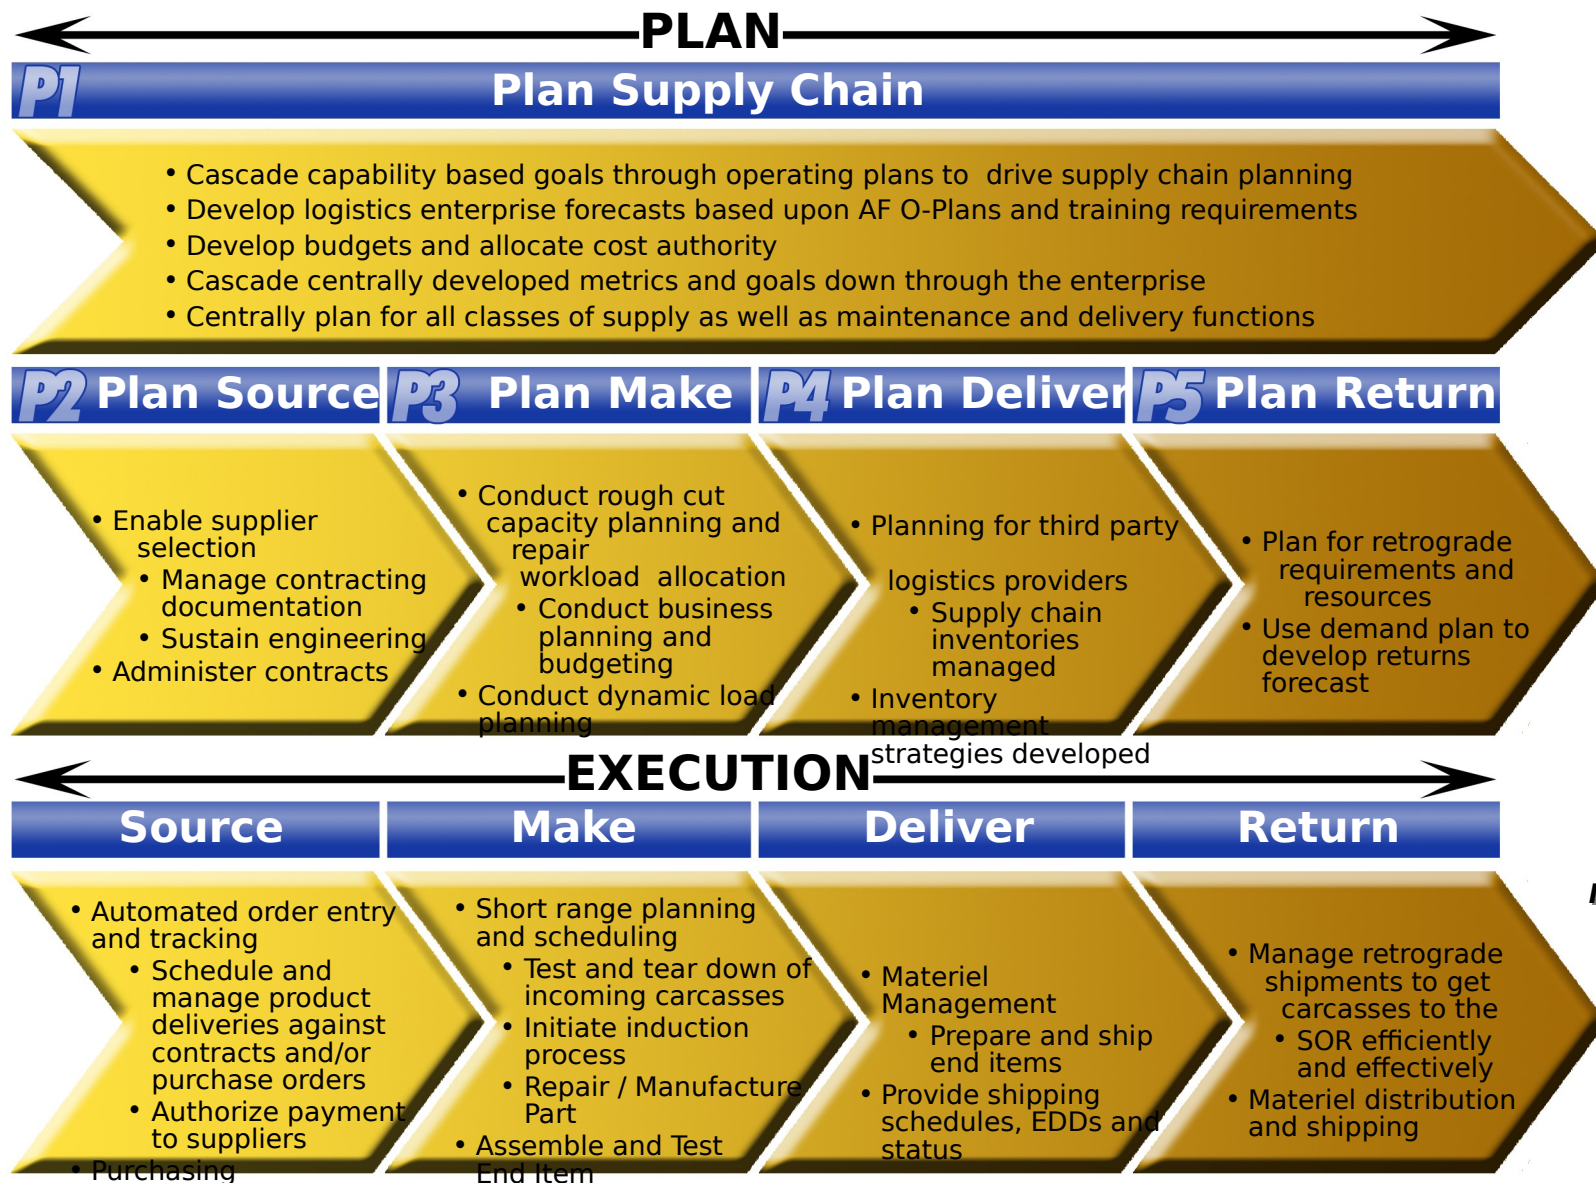 PLAN
P1 Plan Supply Chain
• Cascade capability based goals through operating plans to  drive supply chain planning
• Develop logistics enterprise forecasts based upon AF O-Plans and training requirements
• Develop budgets and allocate cost authority
• Cascade centrally developed metrics and goals down through the enterprise
• Centrally plan for all classes of supply as well as maintenance and delivery functions
P2 Plan Source
• Enable supplier
selection
• Manage contracting
documentation
• Sustain engineering
• Administer contracts
P3 Plan Make
• Conduct rough cut
capacity planning and
repair
workload  allocation
• Conduct business
planning and
budgeting
• Conduct dynamic load
planning
P4 Plan Deliver
• Planning for third party
logistics providers
• Supply chain
inventories
managed
• Inventory
management
strategies developed
P5 Plan Return
• Plan for retrograde
requirements and
resources
• Use demand plan to
develop returns
forecast
EXECUTION
Source
• Automated order entry
and tracking
• Schedule and
manage product
deliveries against
contracts and/or
purchase orders
• Authorize payment
to suppliers
• Purchasing
Make
• Short range planning
and scheduling
• Test and tear down of
incoming carcasses
• Initiate induction
process
• Repair / Manufacture
Part
• Assemble and Test
End Item
Deliver
• Materiel
Management
• Prepare and ship
end items
• Provide shipping
schedules, EDDs and
status
Return
• Manage retrograde
shipments to get
carcasses to the
• SOR efficiently
and effectively
• Materiel distribution
and shipping